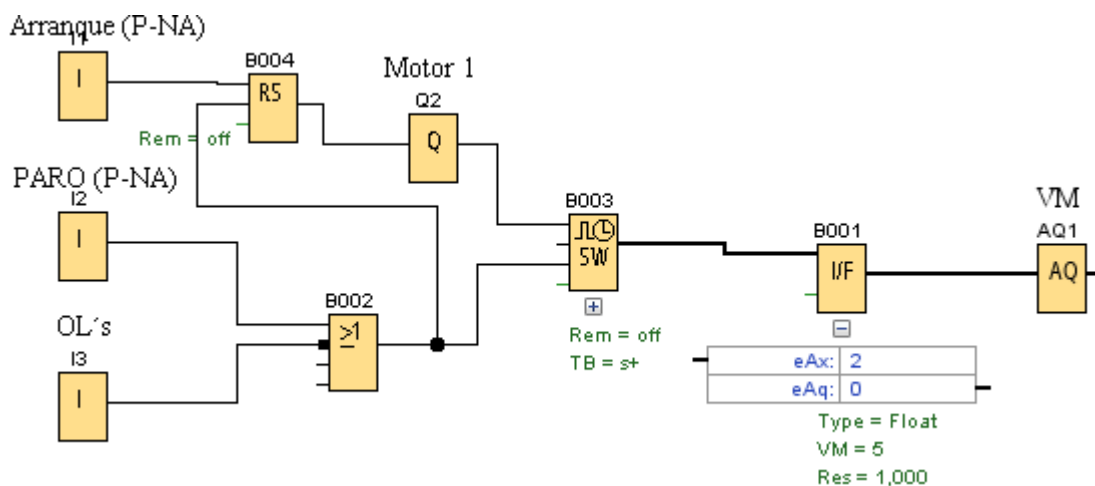 Arranque (P-NA)
I1
I
B004
RS
Rem = off
Motor 1
Q2
Q
PARO (P-NA)
I2
I
B003
SW
Rem = off
TB = s+
B001
I/F
VM
AQ1
AQ
B002
≥1
OL´s
I3
I
eAx: 2
eAq: 0
Type = Float
VM = 5
Res = 1,000